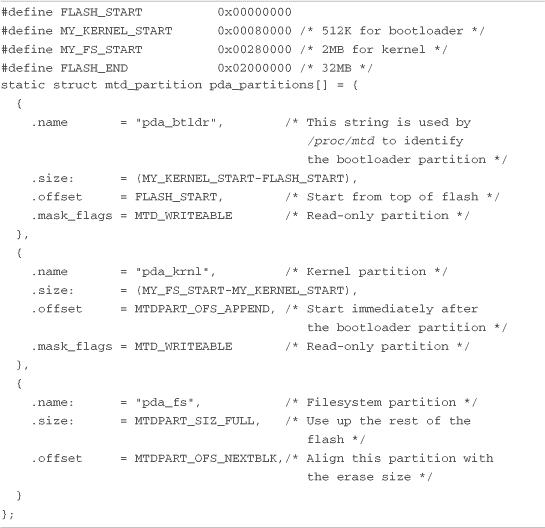 #define FLASH_START          0x00000000
#define MY_KERNEL_START      0x00080000 /* 512K for bootloader */
#define MY_FS_START          0x00280000 /* 2MB for kernel */
#define FLASH_END            0x02000000 /* 32MB */
static struct mtd_partition pda_partitions[] = {
  {
    .name       = "pda_btldr",        /* This string is used by
                                         /proc/mtd to identify
                                         the bootloader partition */
    .size:      = (MY_KERNEL_START-FLASH_START),
    .offset     = FLASH_START,        /* Start from top of flash */
    .mask_flags = MTD_WRITEABLE       /* Read-only partition */
  },
  {
    .name       = "pda_krnl",         /* Kernel partition */
    .size:      = (MY_FS_START-MY_KERNEL_START),
    .offset     = MTDPART_OFS_APPEND, /* Start immediately after
                                         the bootloader partition */
    .mask_flags = MTD_WRITEABLE       /* Read-only partition */
  },
  {
    .name:      = "pda_fs",           /* Filesystem partition */
    .size:      = MTDPART_SIZ_FULL,   /* Use up the rest of the
                                         flash */
    .offset     = MTDPART_OFS_NEXTBLK,/* Align this partition with
                                         the erase size */
  }
};